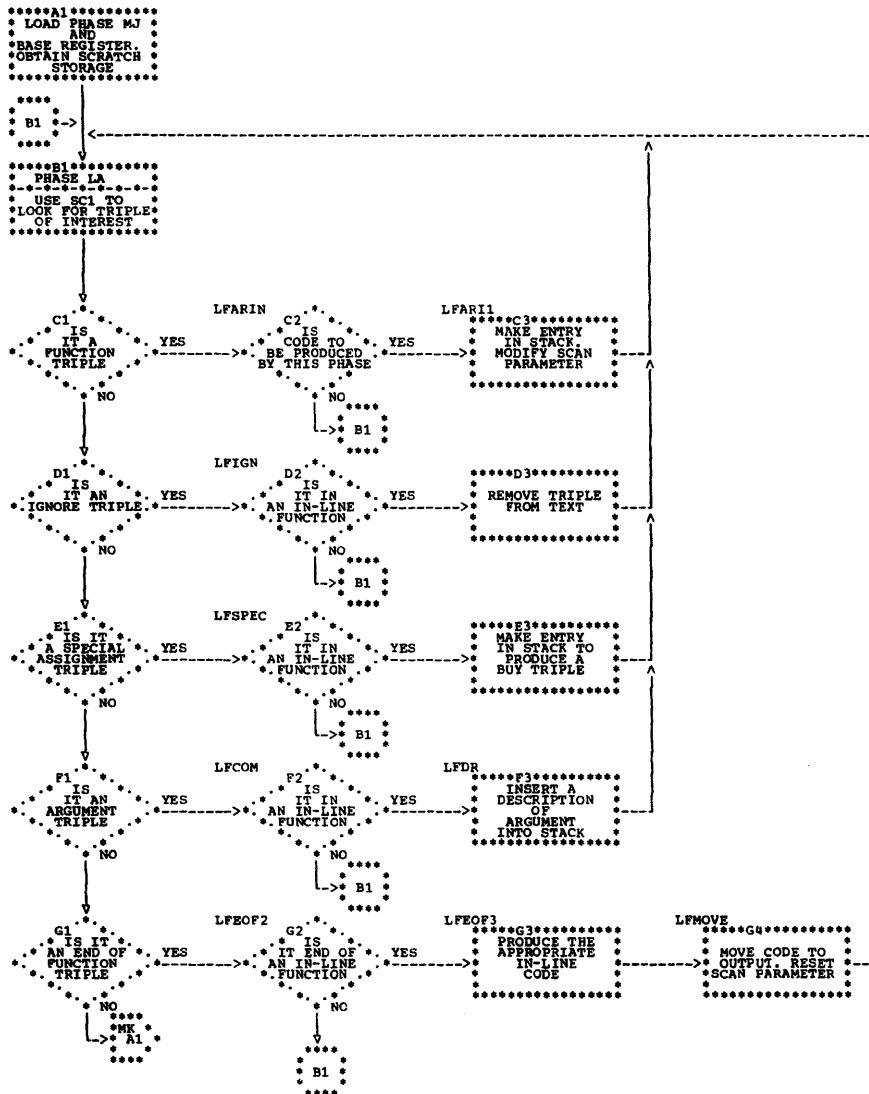 A1
LOAD PHASE MJ
AND
BASE REGISTER.
OBTAIN SCRATCH
STORAGE
B1
B1
PHASE LA
USE SC1 TO
LOOK FOR TRIPLE
OF INTEREST
C1
IS
IT A
FUNCTION
TRIPLE
YES
NO
LFARIN
C2
IS
CODE TO
BE PRODUCED
BY THIS PHASE
YES
NO
B1
LFARI1
C3
MAKE ENTRY
IN STACK.
MODIFY SCAN
PARAMETER
D1
IS
IT AN
IGNORE TRIPLE
YES
NO
LFIGN
D2
IS
IT IN
AN IN-LINE
FUNCTION
YES
NO
B1
D3
REMOVE TRIPLE
FROM TEXT
E1
IS IT
A SPECIAL
ASSIGNMENT
TRIPLE
YES
NO
LFSPEC
E2
IS
IT IN
AN IN-LINE
FUNCTION
YES
NO
B1
E3
MAKE ENTRY
IN STACK TO
PRODUCE A
BUY TRIPLE
F1
IS
IT AN
ARGUMENT
TRIPLE
YES
NO
LFCOM
F2
IS
IT IN
AN IN-LINE
FUNCTION
YES
NO
B1
LFDR
F3
INSERT A
DESCRIPTION
OF
ARGUMENT
INTO STACK
G1
IS IT
AN END OF
FUNCTION
TRIPLE
YES
NO
MK
A1
LFEOF2
G2
IS
IT END OF
AN IN-LINE
FUNCTION
YES
NO
B1
LFEOF3
G3
PRODUCE THE
APPROPRIATE
IN-LINE
CODE
LFMOVE
G4
MOVE CODE TO
OUTPUT. RESET
SCAN PARAMETER